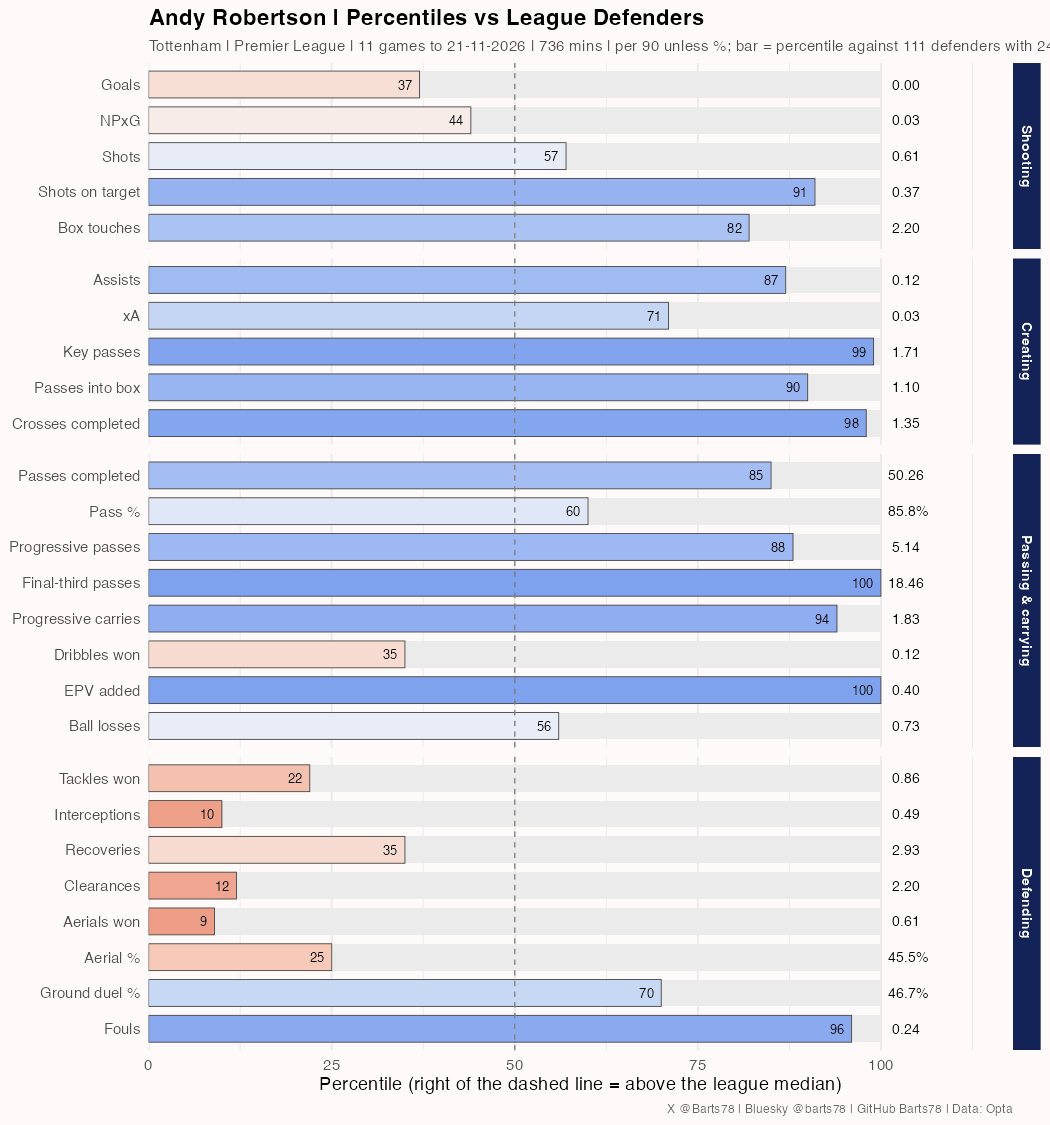 Andy Robertson | Percentiles vs League Defenders
Tottenham | Premier League | 11 games to 21-11-2026 | 736 mins | per 90 unless %; bar = percentile against 111 defenders with 24
Shooting
Goals 37 0.00
NPxG 44 0.03
Shots 57 0.61
Shots on target 91 0.37
Box touches 82 2.20
Creating
Assists 87 0.12
xA 71 0.03
Key passes 99 1.71
Passes into box 90 1.10
Crosses completed 98 1.35
Passing & carrying
Passes completed 85 50.26
Pass % 60 85.8%
Progressive passes 88 5.14
Final-third passes 100 18.46
Progressive carries 94 1.83
Dribbles won 35 0.12
EPV added 100 0.40
Ball losses 56 0.73
Defending
Tackles won 22 0.86
Interceptions 10 0.49
Recoveries 35 2.93
Clearances 12 2.20
Aerials won 9 0.61
Aerial % 25 45.5%
Ground duel % 70 46.7%
Fouls 96 0.24
0 25 50 75 100
Percentile (right of the dashed line = above the league median)
X @Barts78 | Bluesky @barts78 | GitHub Barts78 | Data: Opta